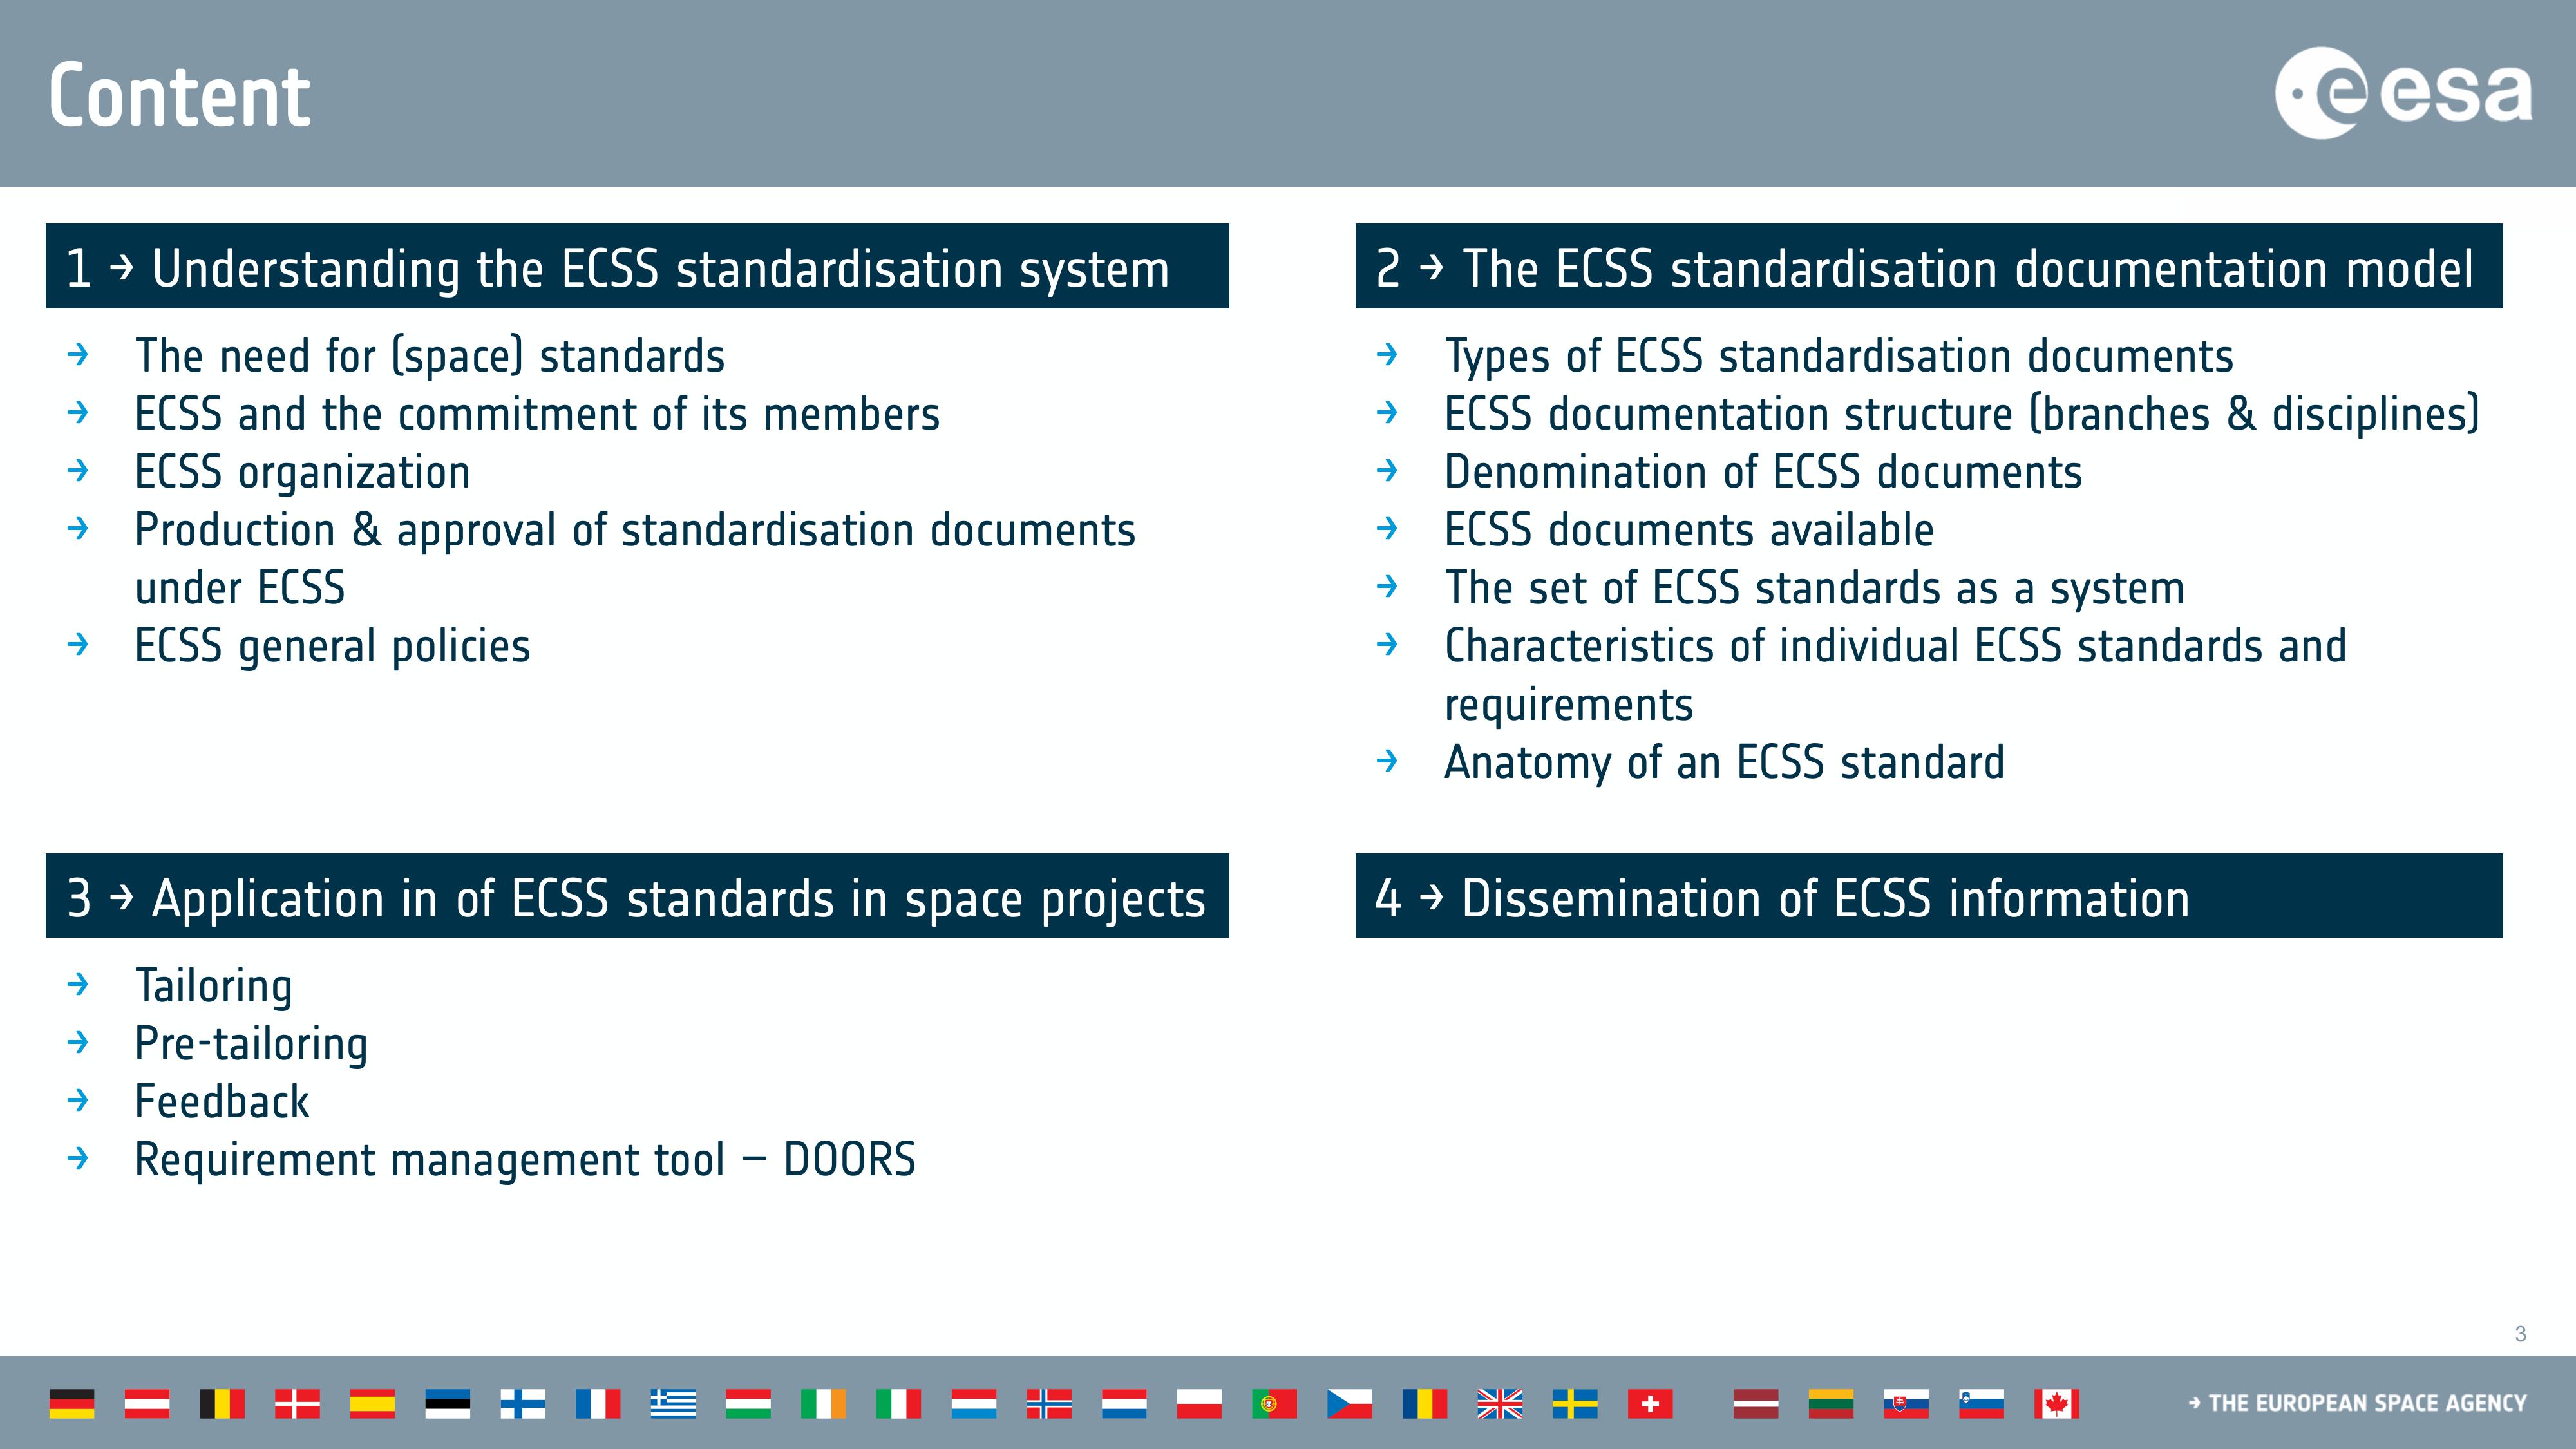 Content
esa
1 → Understanding the ECSS standardisation system
→ The need for (space) standards
→ ECSS and the commitment of its members
→ ECSS organization
→ Production & approval of standardisation documents
under ECSS
→ ECSS general policies
2 → The ECSS standardisation documentation model
→ Types of ECSS standardisation documents
→ ECSS documentation structure (branches & disciplines)
→ Denomination of ECSS documents
→ ECSS documents available
→ The set of ECSS standards as a system
→ Characteristics of individual ECSS standards and
requirements
→ Anatomy of an ECSS standard
3 → Application in of ECSS standards in space projects
→ Tailoring
→ Pre-tailoring
→ Feedback
→ Requirement management tool – DOORS
4 → Dissemination of ECSS information
3
→ THE EUROPEAN SPACE AGENCY